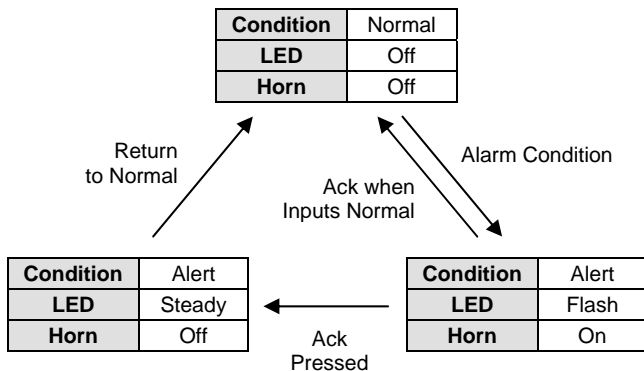 Condition Normal
LED Off
Horn Off
Return
to Normal
Alarm Condition
Ack when
Inputs Normal
Condition Alert
LED Steady
Horn Off
Ack
Pressed
Condition Alert
LED Flash
Horn On